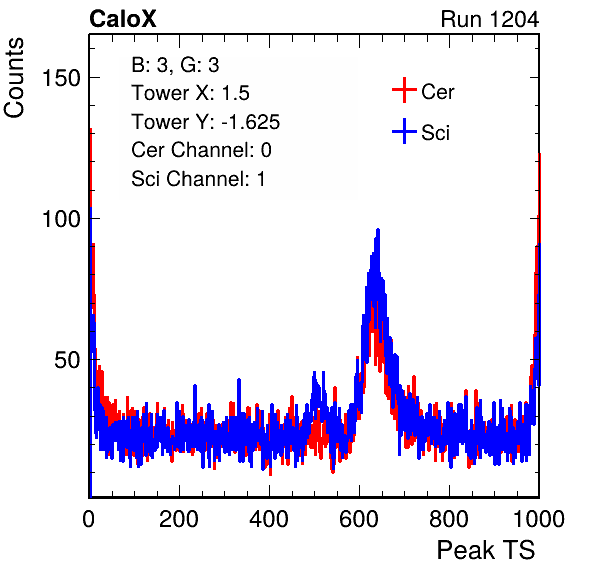 CaloX Run 1204
Counts
B: 3, G: 3
Tower X: 1.5
Tower Y: -1.625
Cer Channel: 0
Sci Channel: 1
Cer
Sci
150
100
50
0 200 400 600 800 1000
Peak TS